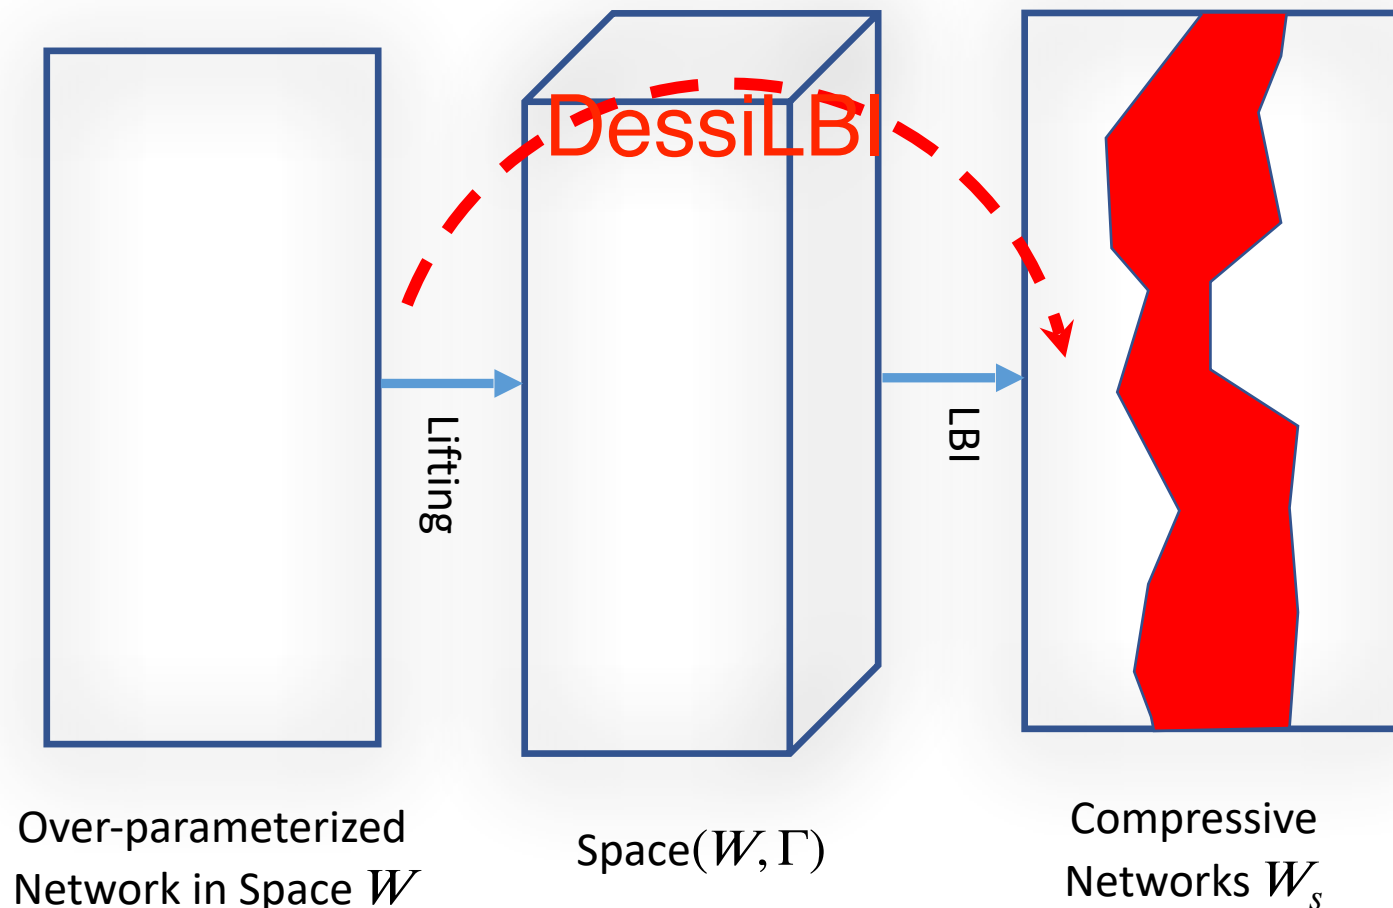 DessiLBI
Lifting
LBI
Over-parameterized
Network in Space W
Space(W, Γ)
Compressive
Networks Wₛ